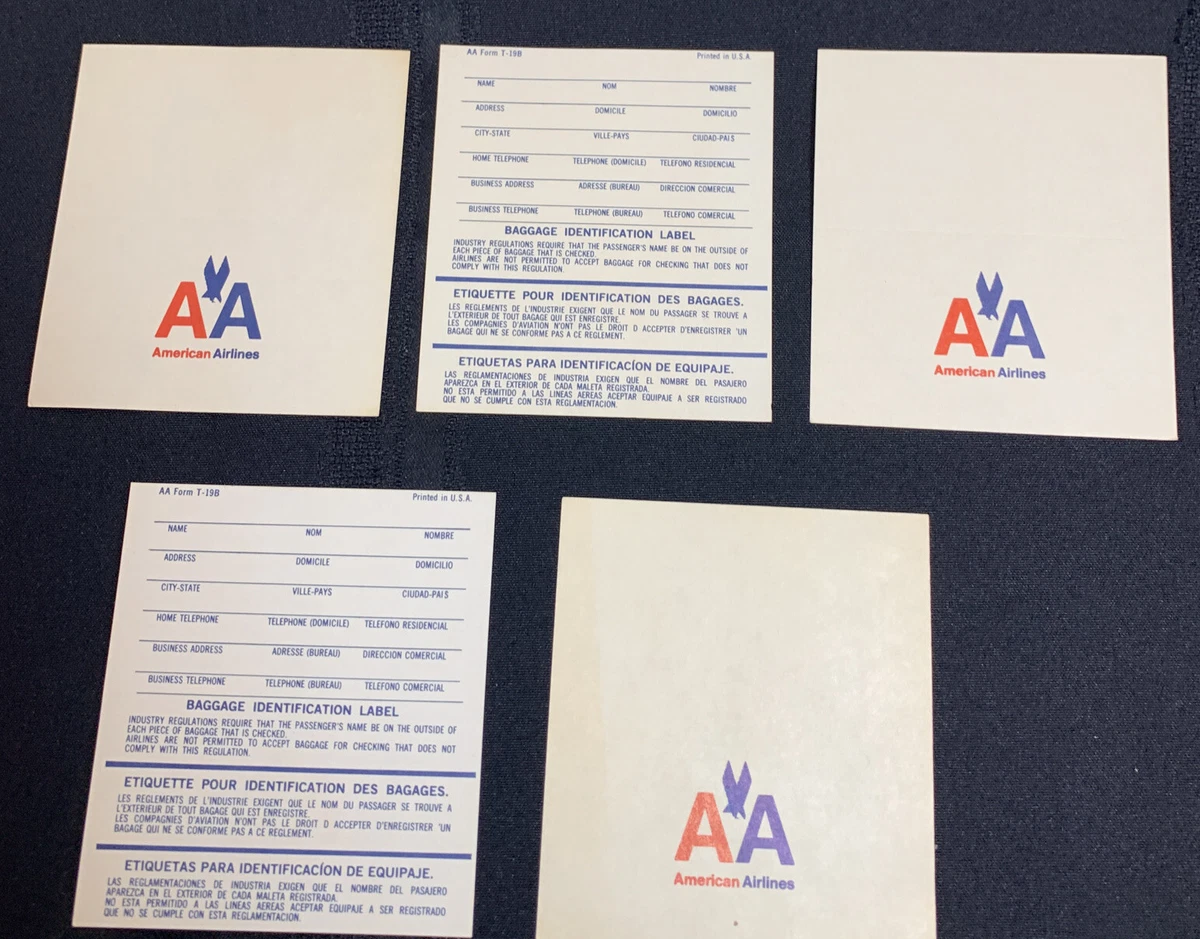 AA
American Airlines
AA Form T-19B Printed in U.S.A.
NAME NOM NOMBRE
ADDRESS DOMICILE DOMICILIO
CITY-STATE VILLE-PAYS CIUDAD-PAIS
HOME TELEPHONE TELEPHONE (DOMICILE) TELEFONO RESIDENCIAL
BUSINESS ADDRESS ADRESSE (BUREAU) DIRECCION COMERCIAL
BUSINESS TELEPHONE TELEPHONE (BUREAU) TELEFONO COMERCIAL
BAGGAGE IDENTIFICATION LABEL
INDUSTRY REGULATIONS REQUIRE THAT THE PASSENGER'S NAME BE ON THE OUTSIDE OF
EACH PIECE OF BAGGAGE THAT IS CHECKED.
AIRLINES ARE NOT PERMITTED TO ACCEPT BAGGAGE FOR CHECKING THAT DOES NOT
COMPLY WITH THIS REGULATION.
ETIQUETTE POUR IDENTIFICATION DES BAGAGES.
LES REGLEMENTS DE L'INDUSTRIE EXIGENT QUE LE NOM DU PASSAGER SE TROUVE A
L'EXTERIEUR DE TOUT BAGAGE QUI EST ENREGISTRE.
LES COMPAGNIES D'AVIATION N'ONT PAS LE DROIT D ACCEPTER D'ENREGISTRER 'UN
BAGAGE QUI NE SE CONFORME PAS A CE REGLEMENT.
ETIQUETAS PARA IDENTIFICACÍON DE EQUIPAJE.
LAS REGLAMENTACIONES DE INDUSTRIA EXIGEN QUE EL NOMBRE DEL PASAJERO
APAREZCA EN EL EXTERIOR DE CADA MALETA REGISTRADA.
NO ESTA PERMITIDO A LAS LINEAS AEREAS ACEPTAR EQUIPAJE A SER REGISTRADO
QUE NO SE CUMPLE CON ESTA REGLAMENTACION.
AA
American Airlines
AA Form T-19B Printed in U.S.A.
NAME NOM NOMBRE
ADDRESS DOMICILE DOMICILIO
CITY-STATE VILLE-PAYS CIUDAD-PAIS
HOME TELEPHONE TELEPHONE (DOMICILE) TELEFONO RESIDENCIAL
BUSINESS ADDRESS ADRESSE (BUREAU) DIRECCION COMERCIAL
BUSINESS TELEPHONE TELEPHONE (BUREAU) TELEFONO COMERCIAL
BAGGAGE IDENTIFICATION LABEL
INDUSTRY REGULATIONS REQUIRE THAT THE PASSENGER'S NAME BE ON THE OUTSIDE OF
EACH PIECE OF BAGGAGE THAT IS CHECKED.
AIRLINES ARE NOT PERMITTED TO ACCEPT BAGGAGE FOR CHECKING THAT DOES NOT
COMPLY WITH THIS REGULATION.
ETIQUETTE POUR IDENTIFICATION DES BAGAGES.
LES REGLEMENTS DE L'INDUSTRIE EXIGENT QUE LE NOM DU PASSAGER SE TROUVE A
L'EXTERIEUR DE TOUT BAGAGE QUI EST ENREGISTRE.
LES COMPAGNIES D'AVIATION N'ONT PAS LE DROIT D ACCEPTER D'ENREGISTRER 'UN
BAGAGE QUI NE SE CONFORME PAS A CE REGLEMENT.
ETIQUETAS PARA IDENTIFICACÍON DE EQUIPAJE.
LAS REGLAMENTACIONES DE INDUSTRIA EXIGEN QUE EL NOMBRE DEL PASAJERO
APAREZCA EN EL EXTERIOR DE CADA MALETA REGISTRADA.
NO ESTA PERMITIDO A LAS LINEAS AEREAS ACEPTAR EQUIPAJE A SER REGISTRADO
QUE NO SE CUMPLE CON ESTA REGLAMENTACION.
AA
American Airlines